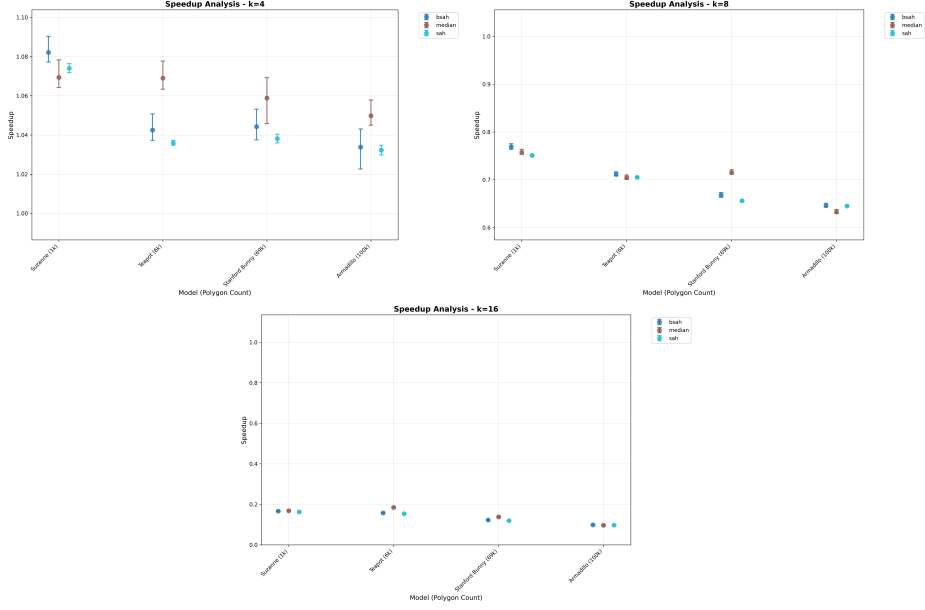 Speedup Analysis - k=4
bsah
median
sah
1.10
1.08
1.06
1.04
1.02
1.00
Speedup
Suzanne (1k)
Teapot (6k)
Stanford Bunny (69k)
Armadillo (100k)
Model (Polygon Count)
Speedup Analysis - k=8
bsah
median
sah
1.0
0.9
0.8
0.7
0.6
Speedup
Suzanne (1k)
Teapot (6k)
Stanford Bunny (69k)
Armadillo (100k)
Model (Polygon Count)
Speedup Analysis - k=16
bsah
median
sah
1.0
0.8
0.6
0.4
0.2
0.0
Speedup
Suzanne (1k)
Teapot (6k)
Stanford Bunny (69k)
Armadillo (100k)
Model (Polygon Count)